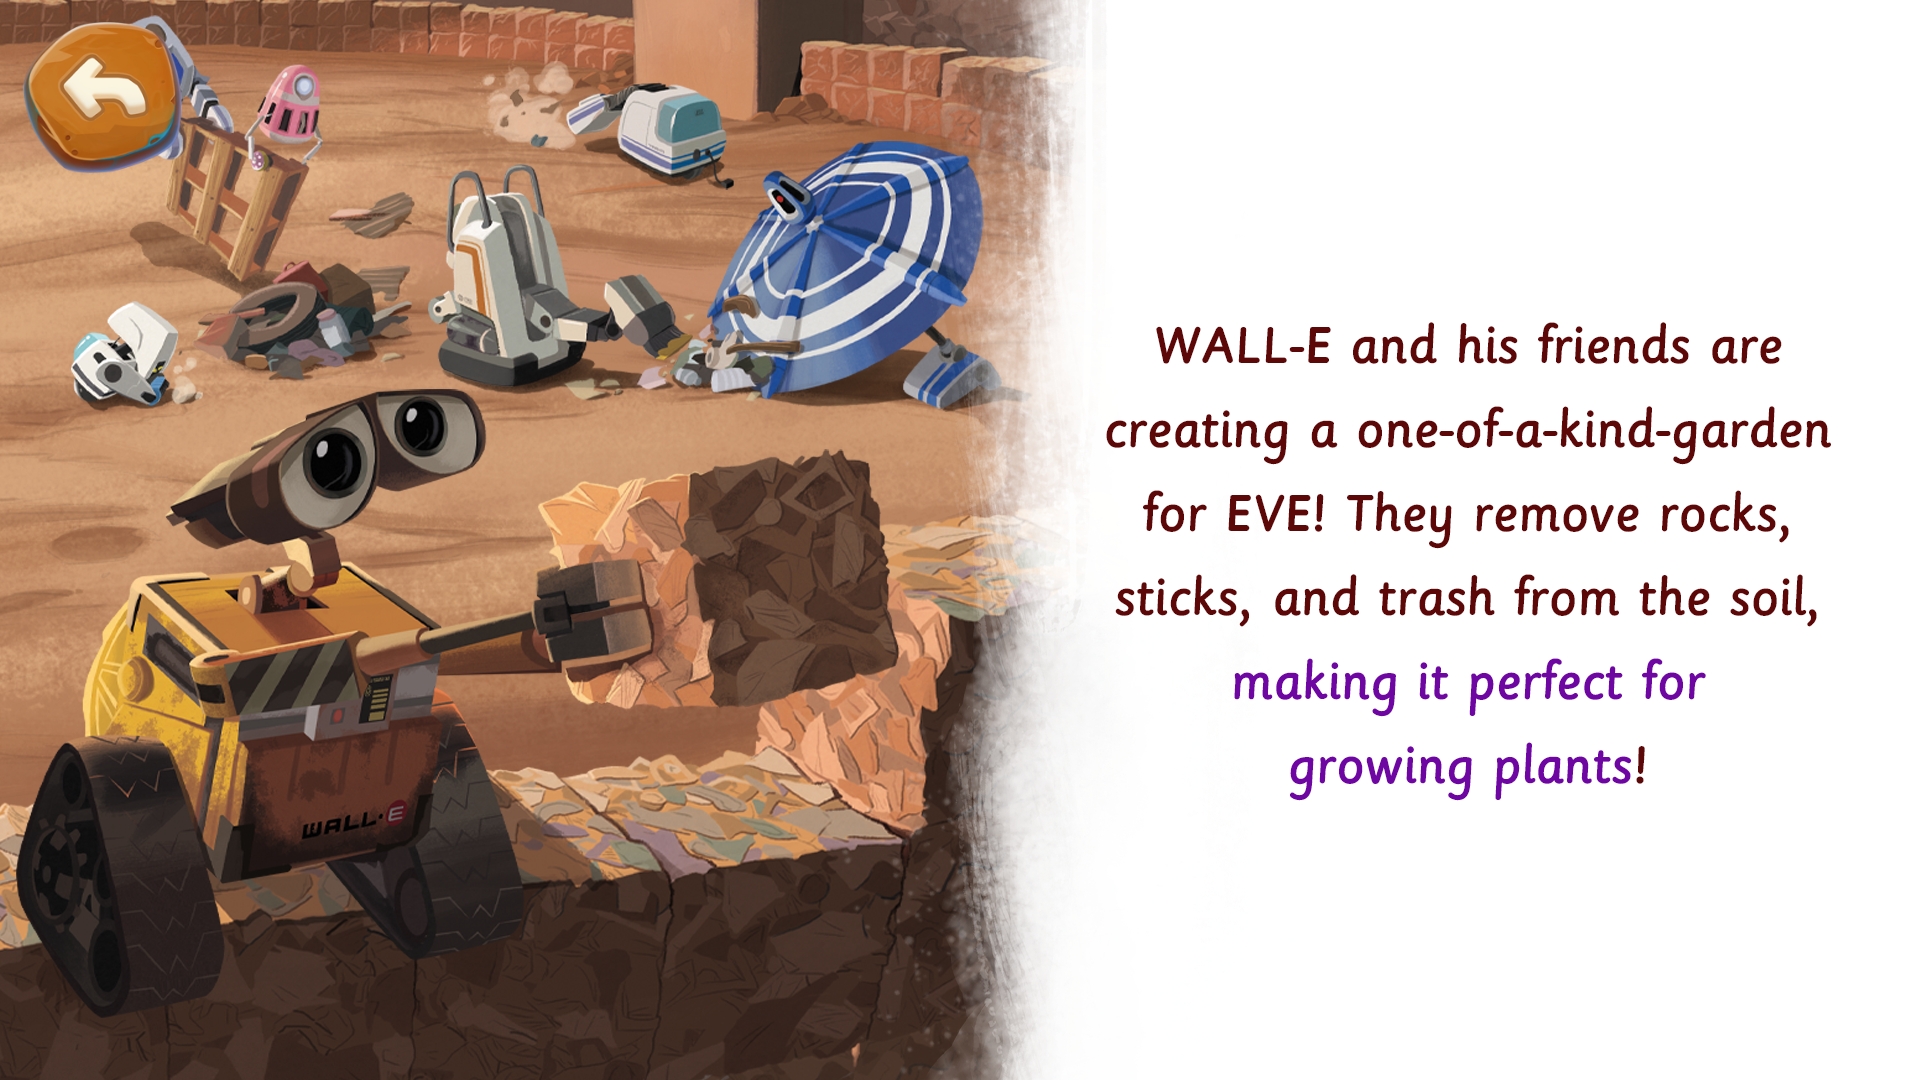 WALL-E and his friends are
creating a one-of-a-kind-garden
for EVE! They remove rocks,
sticks, and trash from the soil,
making it perfect for
growing plants!
WALL•E